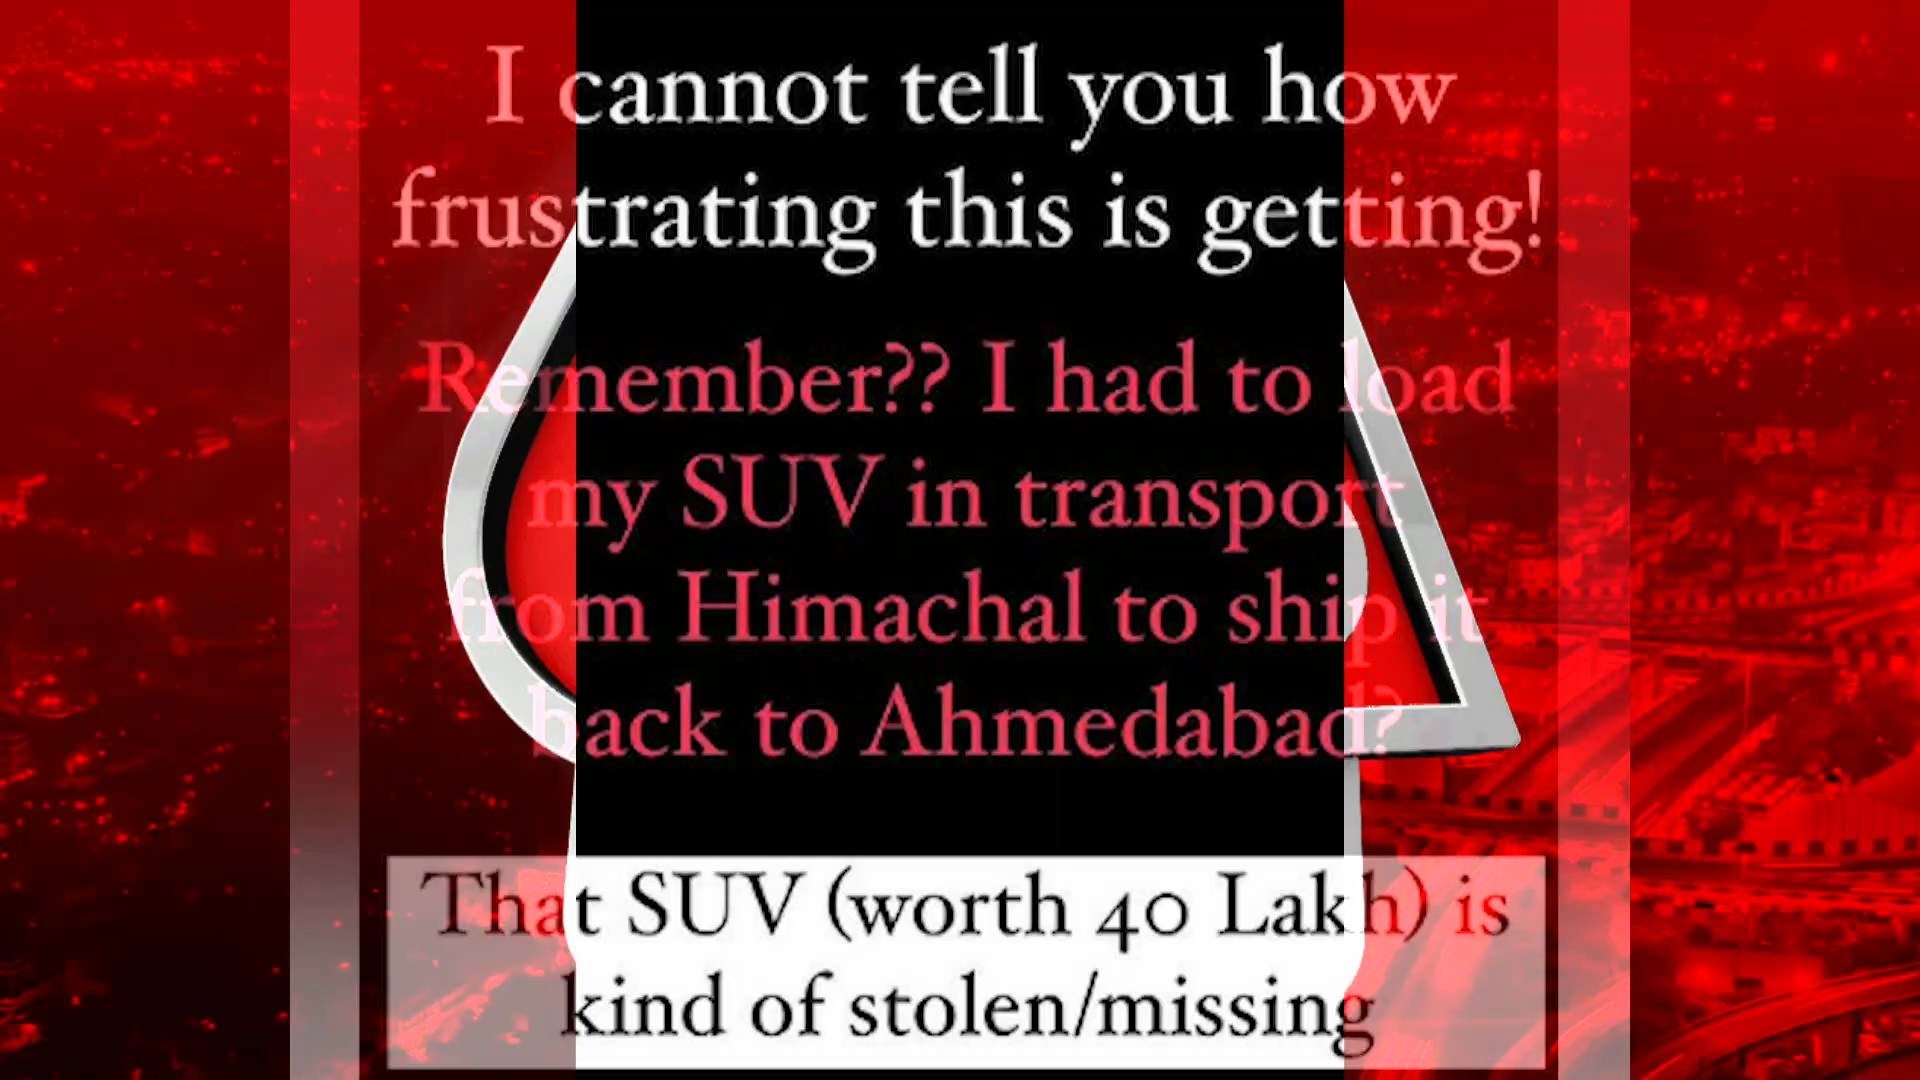 I cannot tell you how
frustrating this is getting!
Remember?? I had to load
my SUV in transport
from Himachal to ship it
back to Ahmedabad?
That SUV (worth 40 Lakh) is
kind of stolen/missing